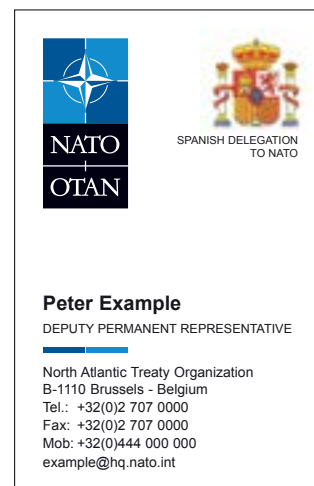 NATO
OTAN
SPANISH DELEGATION
TO NATO
Peter Example
DEPUTY PERMANENT REPRESENTATIVE
North Atlantic Treaty Organization
B-1110 Brussels - Belgium
Tel.: +32(0)2 707 0000
Fax: +32(0)2 707 0000
Mob: +32(0)444 000 000
example@hq.nato.int